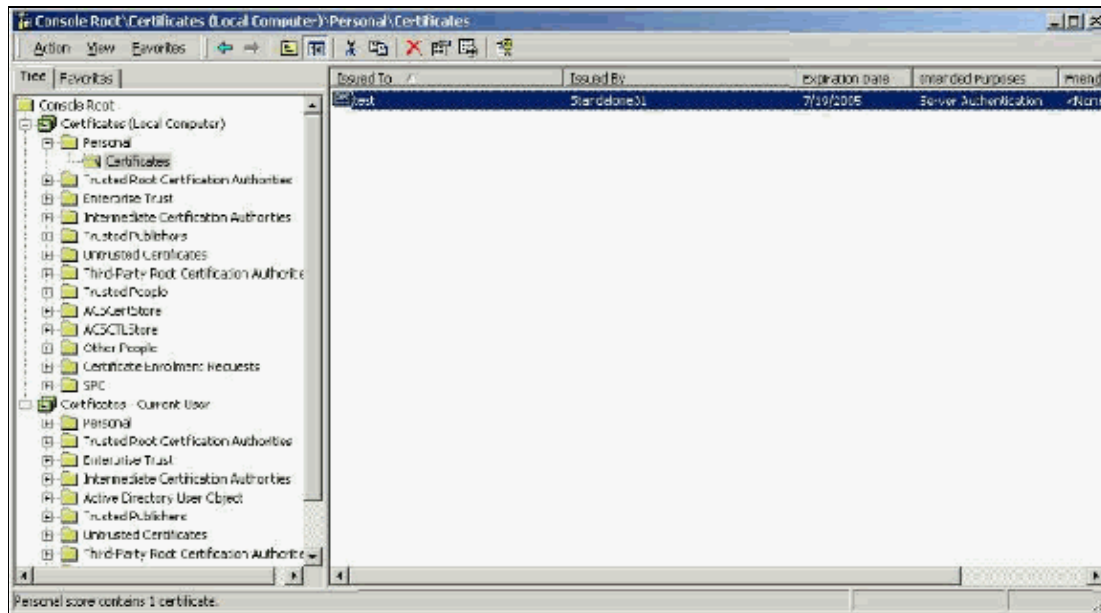 Console Root\Certificates (Local Computer)\Personal\Certificates
Action View Favorites
Tree Favorites
Issued To Issued By Expiration Date Intended Purposes Friend
Console Root
Certificates (Local Computer)
Personal
Certificates
Trusted Root Certification Authorities
Enterprise Trust
Intermediate Certification Authorities
Trusted Publishers
Untrusted Certificates
Third-Party Root Certification Authoritie
Trusted People
ACSCertStore
ACSCTLStore
Other People
Certificate Enrollment Requests
SPC
Certificates - Current User
Personal
Trusted Root Certification Authorities
Enterprise Trust
Intermediate Certification Authorities
Active Directory User Object
Trusted Publishers
Untrusted Certificates
Third-Party Root Certification Authoritie
test Standalone01 7/19/2005 Server Authentication <Non
Personal store contains 1 certificate.